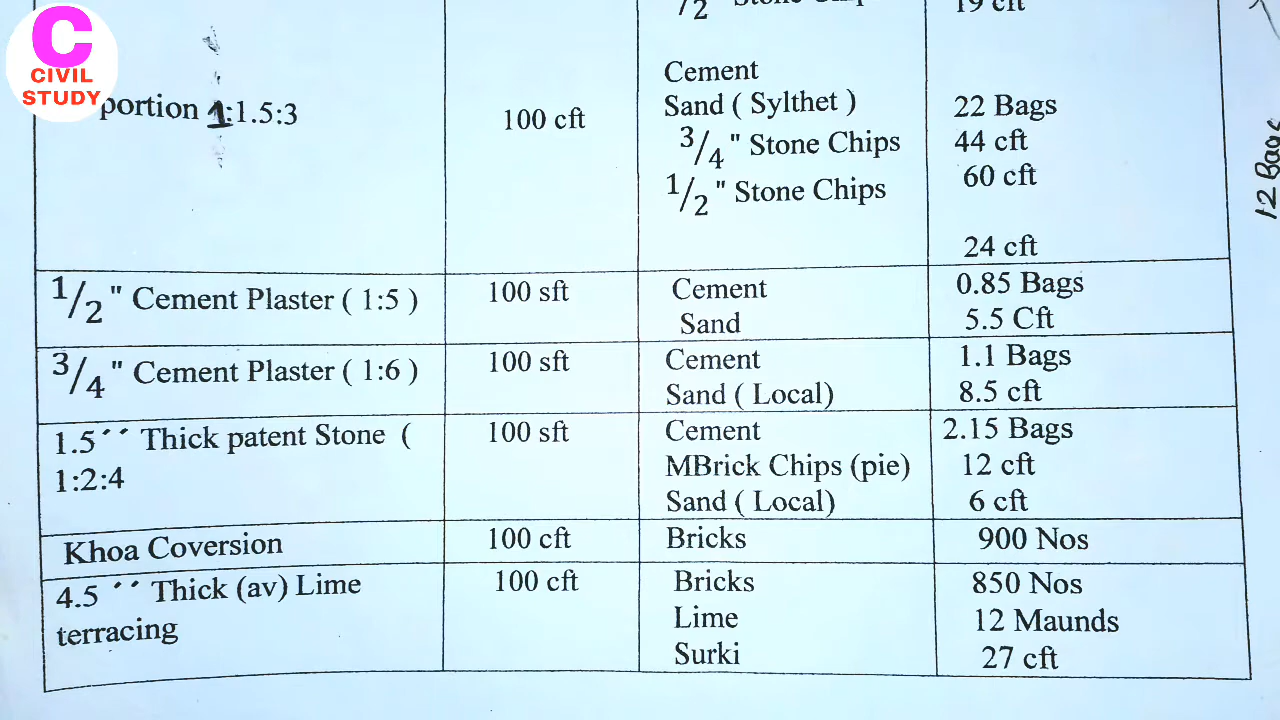 C
CIVIL
STUDY
1/2 " Stone Chips 19 cft
Cement
portion 1:1.5:3 100 cft Sand ( Sylthet ) 22 Bags
3/4 " Stone Chips 44 cft
1/2 " Stone Chips 60 cft
24 cft
1/2 " Cement Plaster ( 1:5 ) 100 sft Cement 0.85 Bags
Sand 5.5 Cft
3/4 " Cement Plaster ( 1:6 ) 100 sft Cement 1.1 Bags
Sand ( Local) 8.5 cft
1.5´´ Thick patent Stone ( 100 sft Cement 2.15 Bags
1:2:4 MBrick Chips (pie) 12 cft
Sand ( Local) 6 cft
Khoa Coversion 100 cft Bricks 900 Nos
4.5 ´´ Thick (av) Lime 100 cft Bricks 850 Nos
terracing Lime 12 Maunds
Surki 27 cft
12 Bags